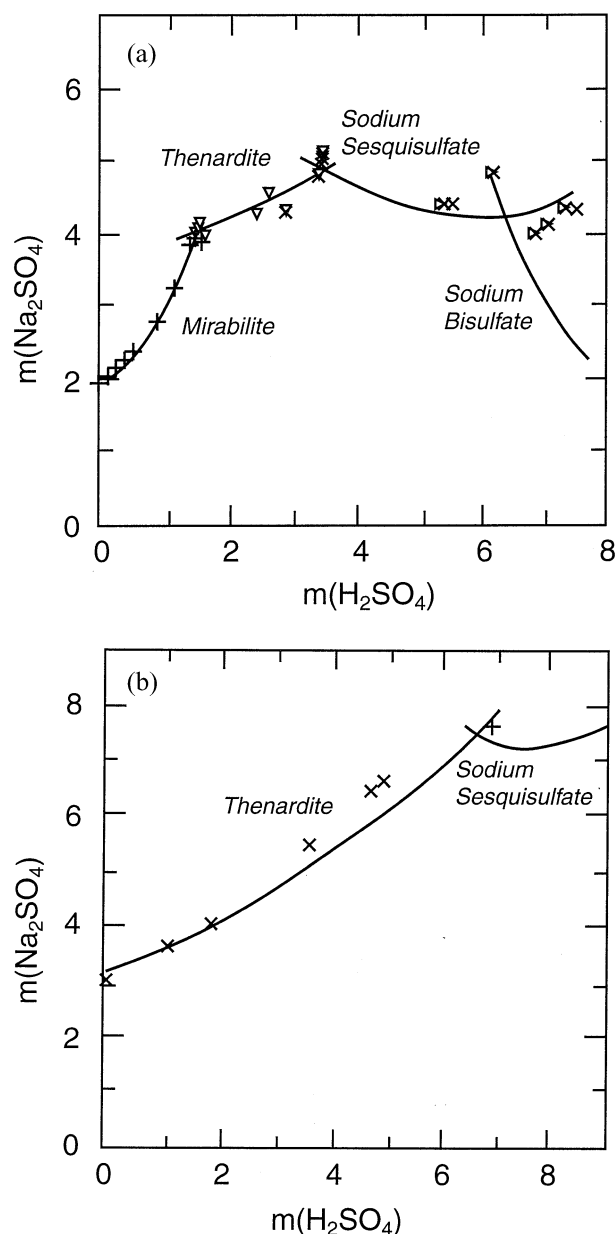 (a)
6
4
2
0
m(Na₂SO₄)
Sodium
Sesquisulfate
Thenardite
Mirabilite
Sodium
Bisulfate
0 2 4 6 8
m(H₂SO₄)
(b)
8
6
4
2
0
m(Na₂SO₄)
Thenardite
Sodium
Sesquisulfate
0 2 4 6 8
m(H₂SO₄)